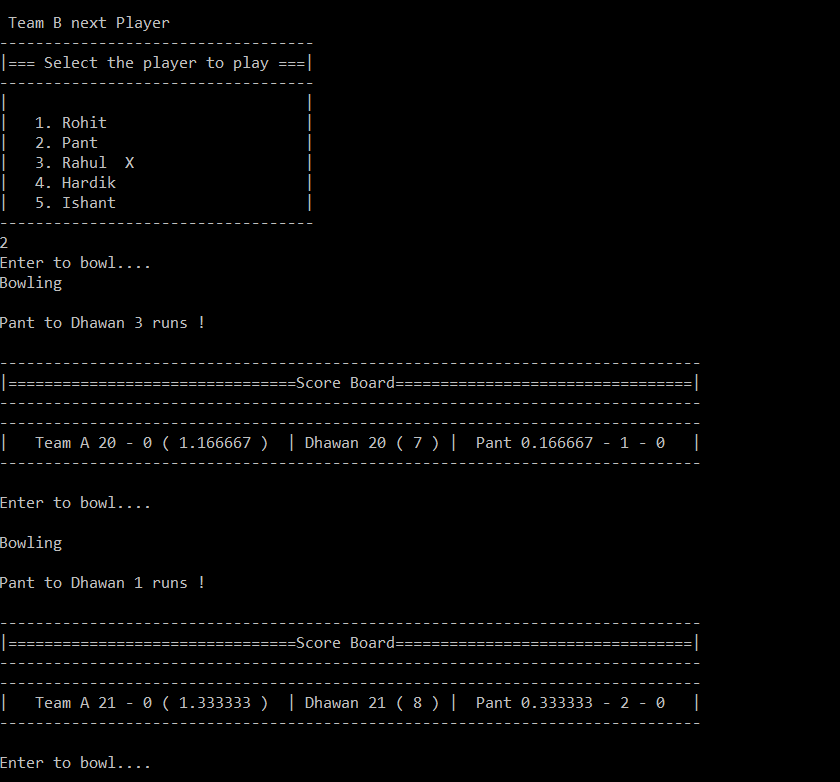 Team B next Player
-----------------------------------
|=== Select the player to play ===|
-----------------------------------
|                                 |
|   1. Rohit                      |
|   2. Pant                       |
|   3. Rahul  X                   |
|   4. Hardik                     |
|   5. Ishant                     |
-----------------------------------
2
Enter to bowl....
Bowling
Pant to Dhawan 3 runs !
------------------------------------------------------------------------------
|================================Score Board=================================|
------------------------------------------------------------------------------
------------------------------------------------------------------------------
|   Team A 20 - 0 ( 1.166667 )  | Dhawan 20 ( 7 ) |  Pant 0.166667 - 1 - 0   |
------------------------------------------------------------------------------
Enter to bowl....
Bowling
Pant to Dhawan 1 runs !
------------------------------------------------------------------------------
|================================Score Board=================================|
------------------------------------------------------------------------------
------------------------------------------------------------------------------
|   Team A 21 - 0 ( 1.333333 )  | Dhawan 21 ( 8 ) |  Pant 0.333333 - 2 - 0   |
------------------------------------------------------------------------------
Enter to bowl....